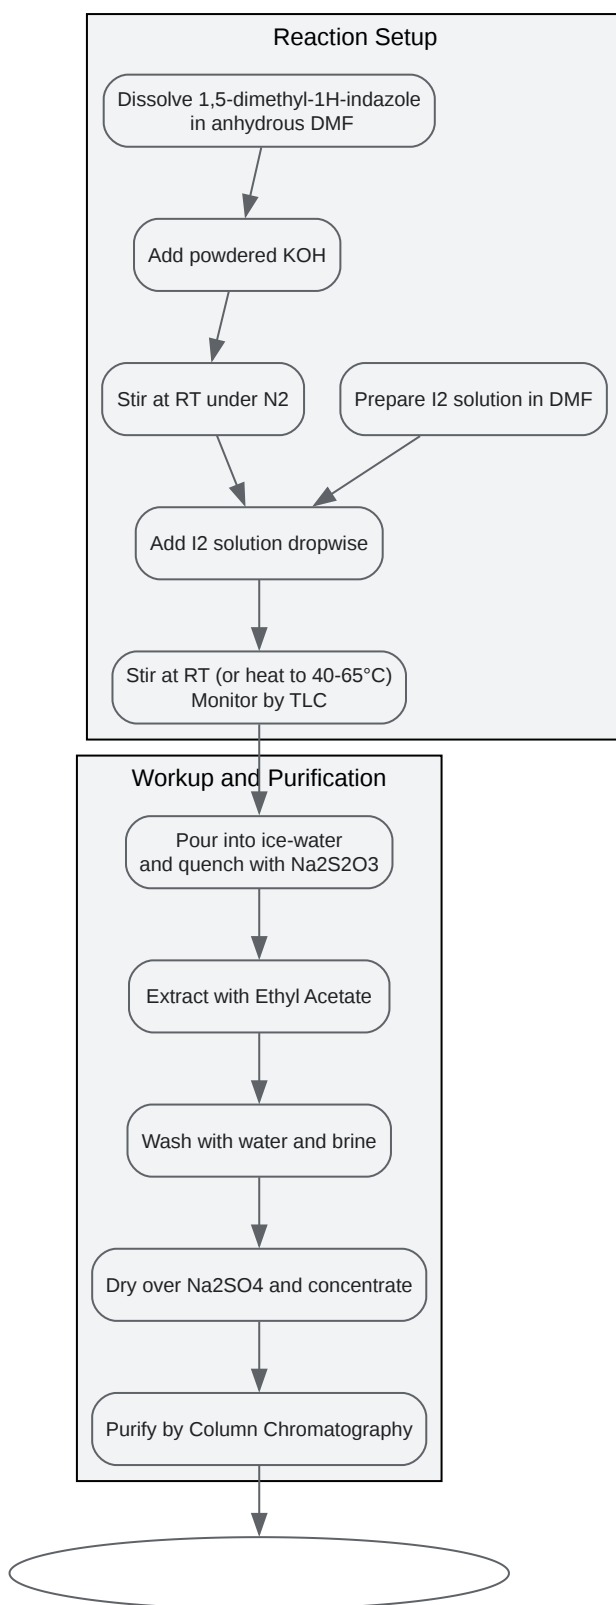 Reaction Setup
Dissolve 1,5-dimethyl-1H-indazole
in anhydrous DMF
Add powdered KOH
Stir at RT under N2
Prepare I2 solution in DMF
Add I2 solution dropwise
Stir at RT (or heat to 40-65°C)
Monitor by TLC
Workup and Purification
Pour into ice-water
and quench with Na2S2O3
Extract with Ethyl Acetate
Wash with water and brine
Dry over Na2SO4 and concentrate
Purify by Column Chromatography